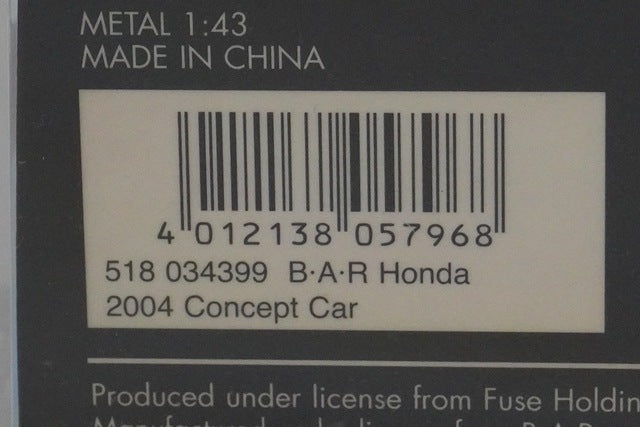 METAL 1:43
MADE IN CHINA
4 012138 057968
518 034399 B·A·R Honda
2004 Concept Car
Produced under license from Fuse Holdin